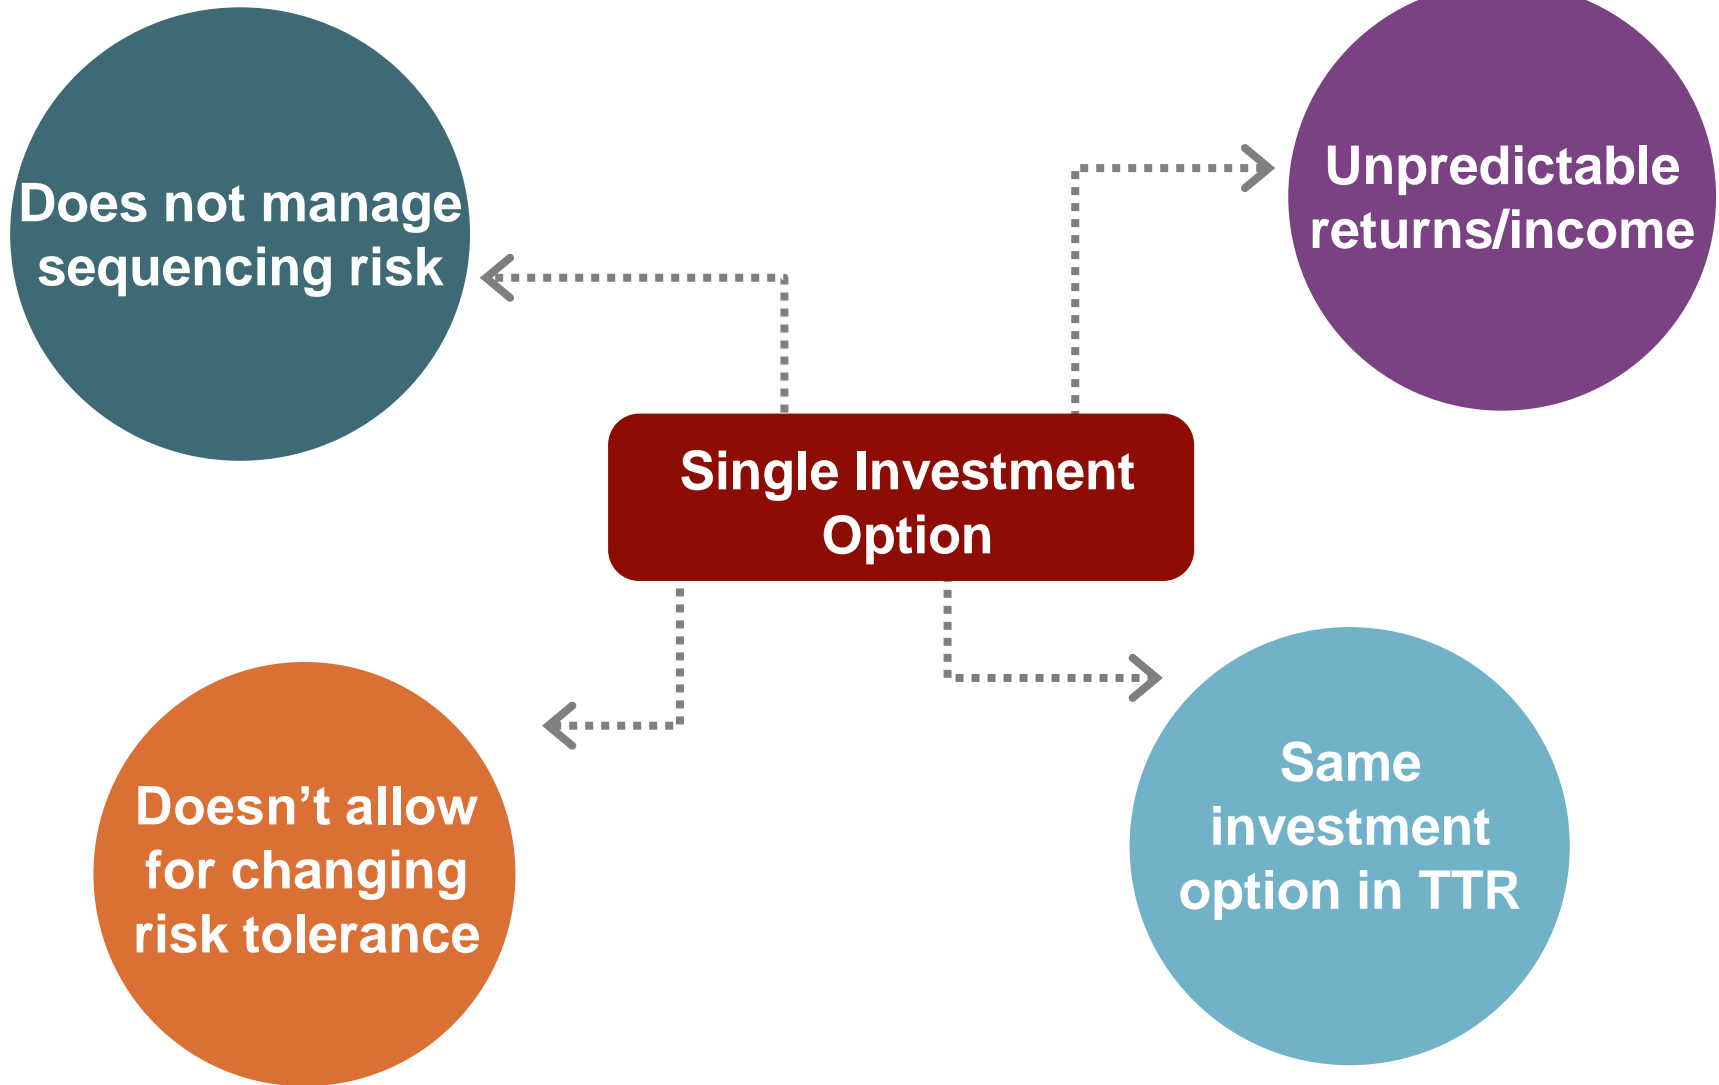 Does not manage
sequencing risk
Unpredictable
returns/income
Single Investment
Option
Doesn’t allow
for changing
risk tolerance
Same
investment
option in TTR